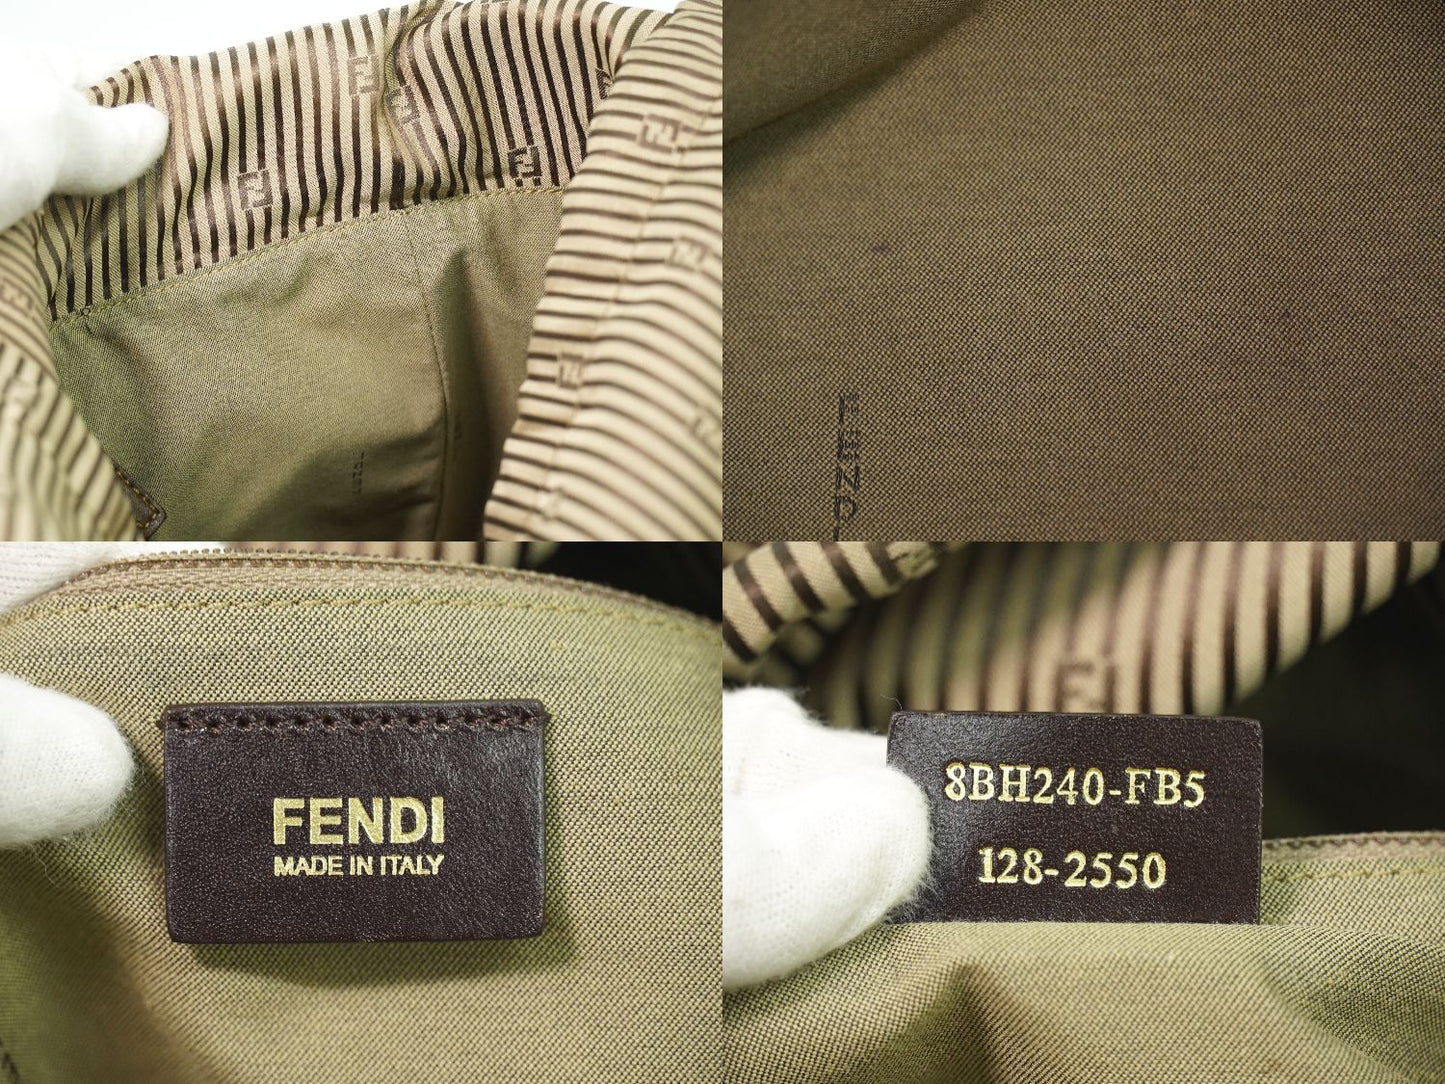 FENDI
MADE IN ITALY
8BH240-FB5
128-2550